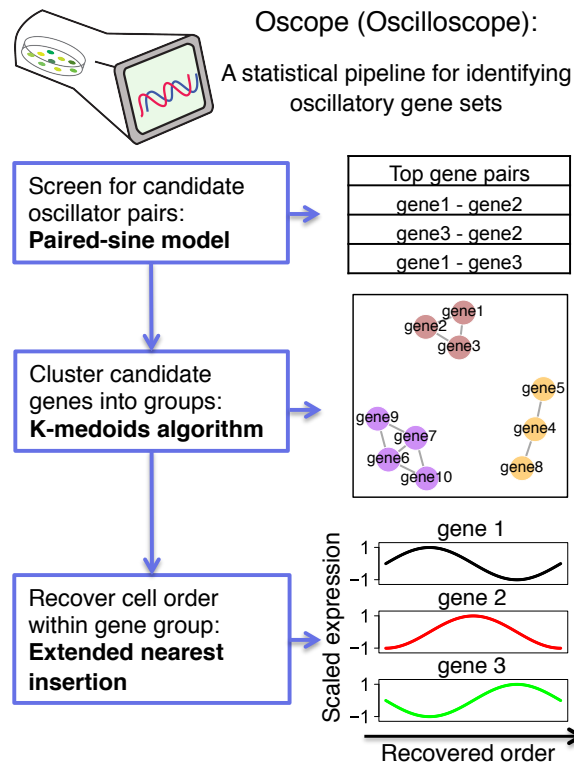 Oscope (Oscilloscope):
A statistical pipeline for identifying
oscillatory gene sets
Screen for candidate
oscillator pairs:
Paired-sine model
Top gene pairs
gene1 - gene2
gene3 - gene2
gene1 - gene3
Cluster candidate
genes into groups:
K-medoids algorithm
gene1
gene2
gene3
gene5
gene4
gene8
gene9
gene7
gene6
gene10
Recover cell order
within gene group:
Extended nearest
insertion
Scaled expression
gene 1
1
−1
gene 2
1
−1
gene 3
1
−1
Recovered order